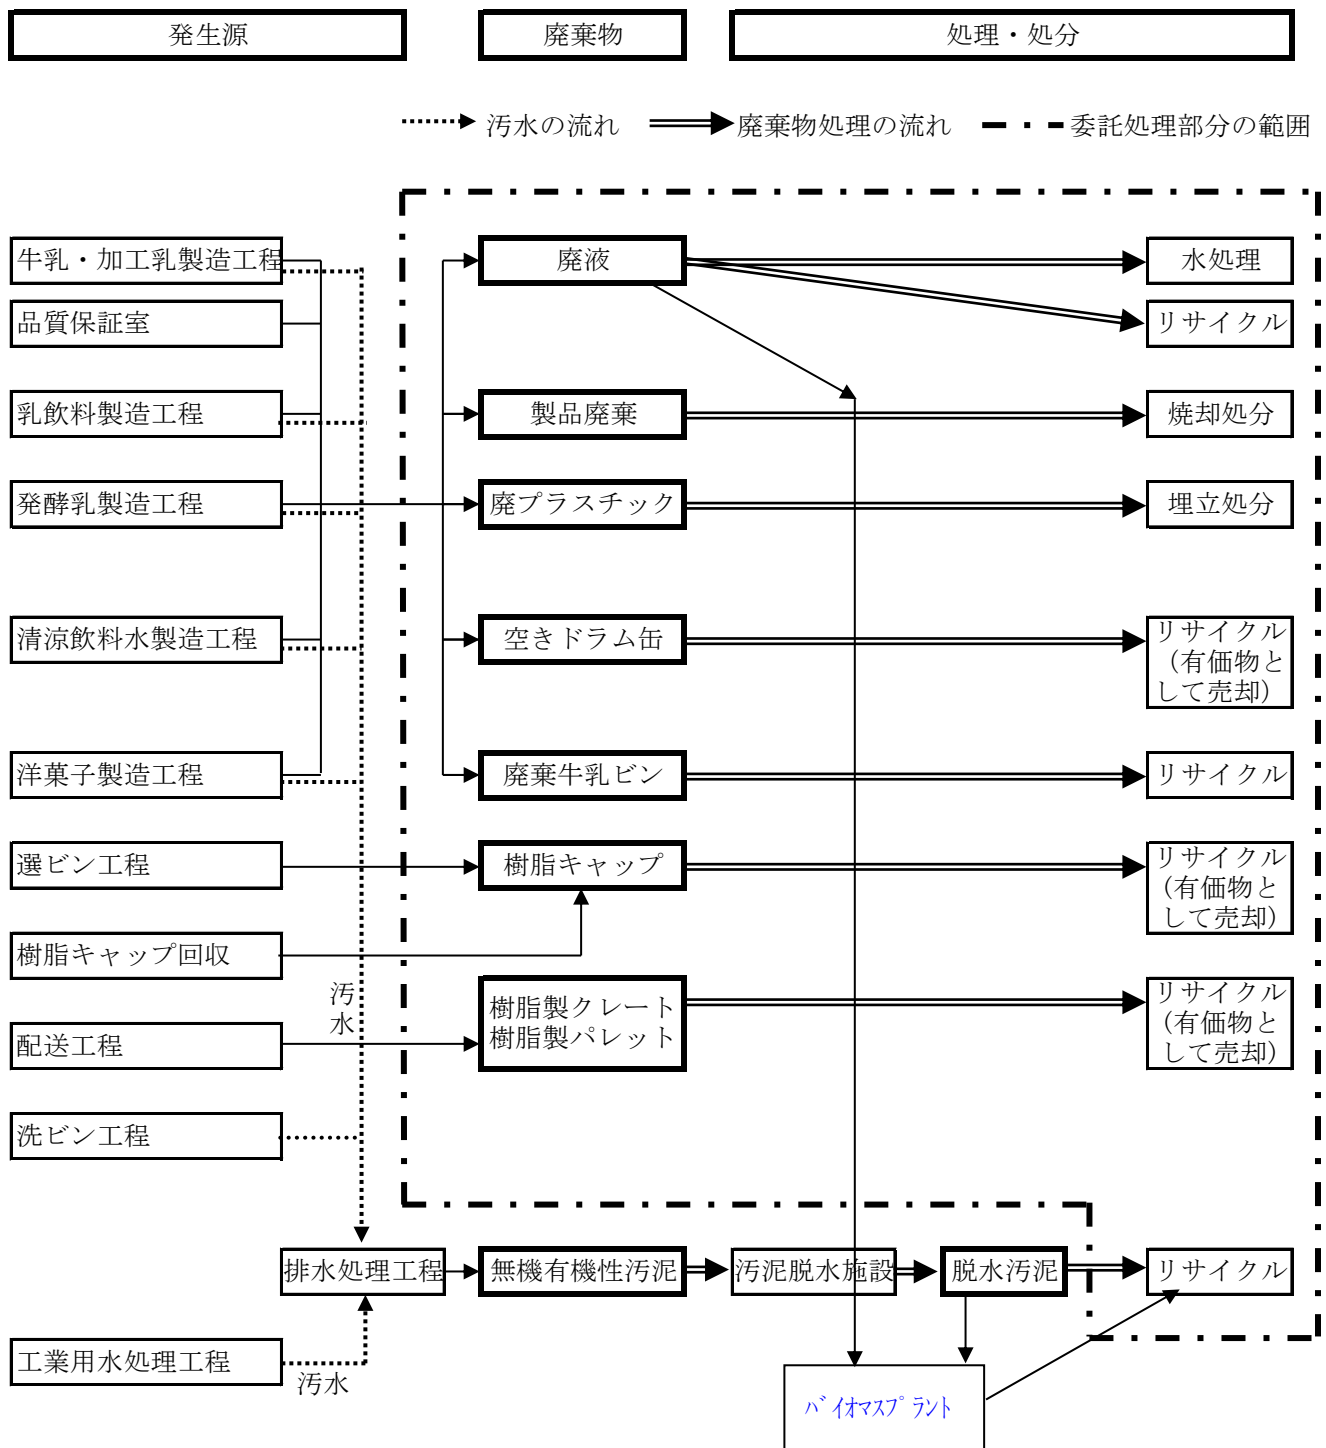 発生源
廃棄物
処理・処分
汚水の流れ
廃棄物処理の流れ
委託処理部分の範囲
牛乳・加工乳製造工程
廃液
水処理
品質保証室
リサイクル
乳飲料製造工程
製品廃棄
焼却処分
発酵乳製造工程
廃プラスチック
埋立処分
清涼飲料水製造工程
空きドラム缶
リサイクル
（有価物と
して売却）
洋菓子製造工程
廃棄牛乳ビン
リサイクル
選ビン工程
樹脂キャップ
リサイクル
（有価物と
して売却）
樹脂キャップ回収
汚
水
配送工程
樹脂製クレート
樹脂製パレット
リサイクル
（有価物と
して売却）
洗ビン工程
排水処理工程
無機有機性汚泥
汚泥脱水施設
脱水汚泥
リサイクル
工業用水処理工程
汚水
ﾊﾞｲｵﾏｽﾌﾟﾗﾝﾄ